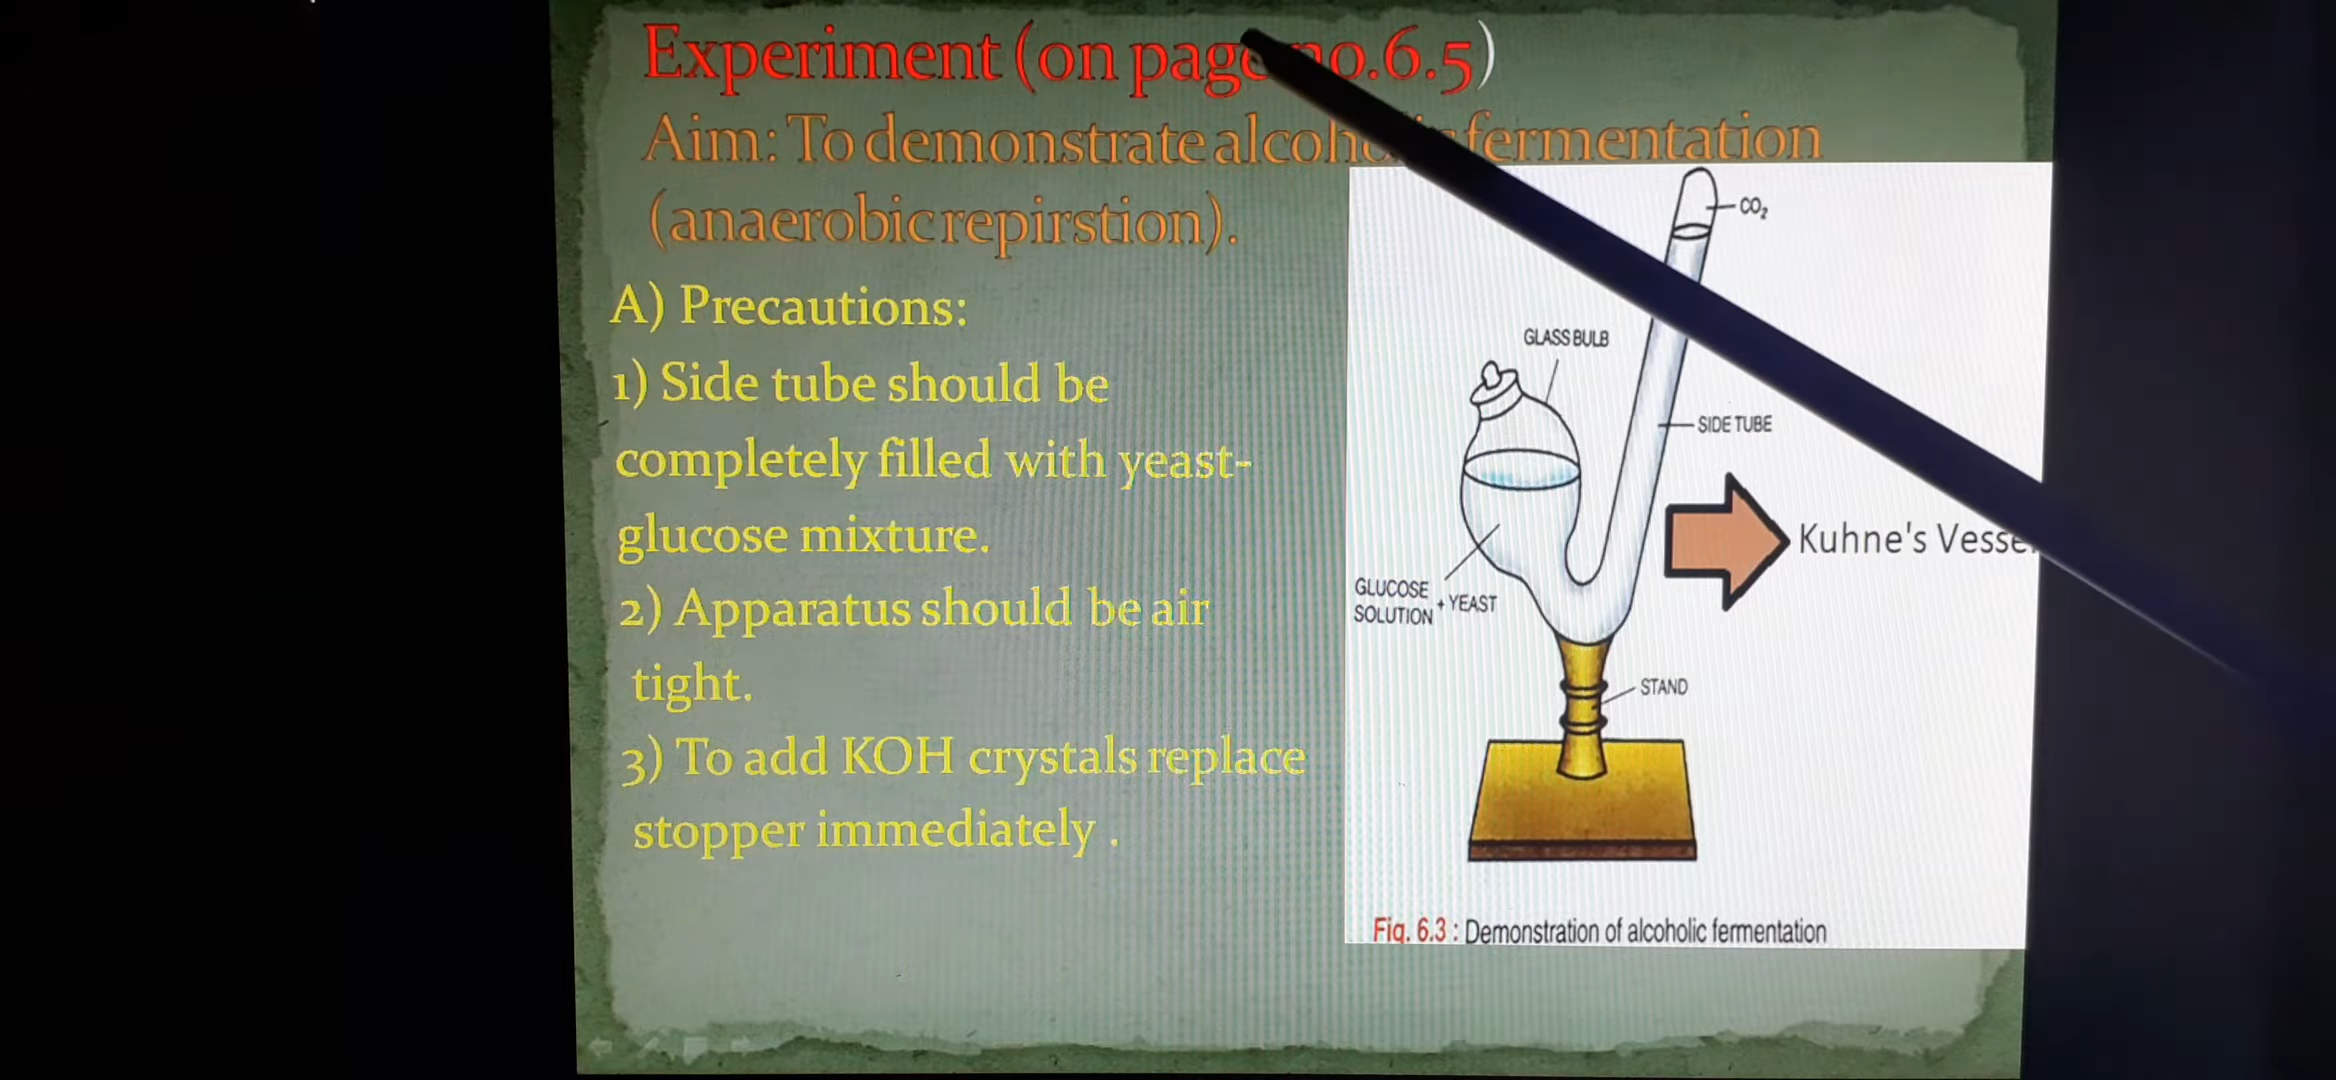 Experiment (on page no.6.5)
Aim: To demonstrate fermentation
(anaerobic repirstion).
A) Precautions:
1) Side tube should be
completely filled with yeast-
glucose mixture.
2) Apparatus should be air
tight.
3) To add KOH crystals replace
stopper immediately .
CO₂
GLASS BULB
SIDE TUBE
Kuhne's
GLUCOSE
SOLUTION + YEAST
STAND
Fig. 6.3 : Demonstration of alcoholic fermentation